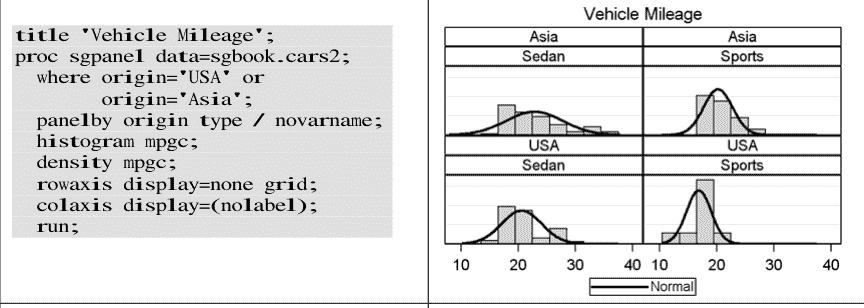 title 'Vehicle Mileage';
proc sgpanel data=sgbook.cars2;
where origin='USA' or
origin='Asia';
panelby origin type / novarname;
histogram mpgc;
density mpgc;
rowaxis display=none grid;
colaxis display=(nolabel);
run;
Vehicle Mileage
Asia Asia
Sedan Sports
USA USA
Sedan Sports
10 20 30 40 10 20 30 40
Normal